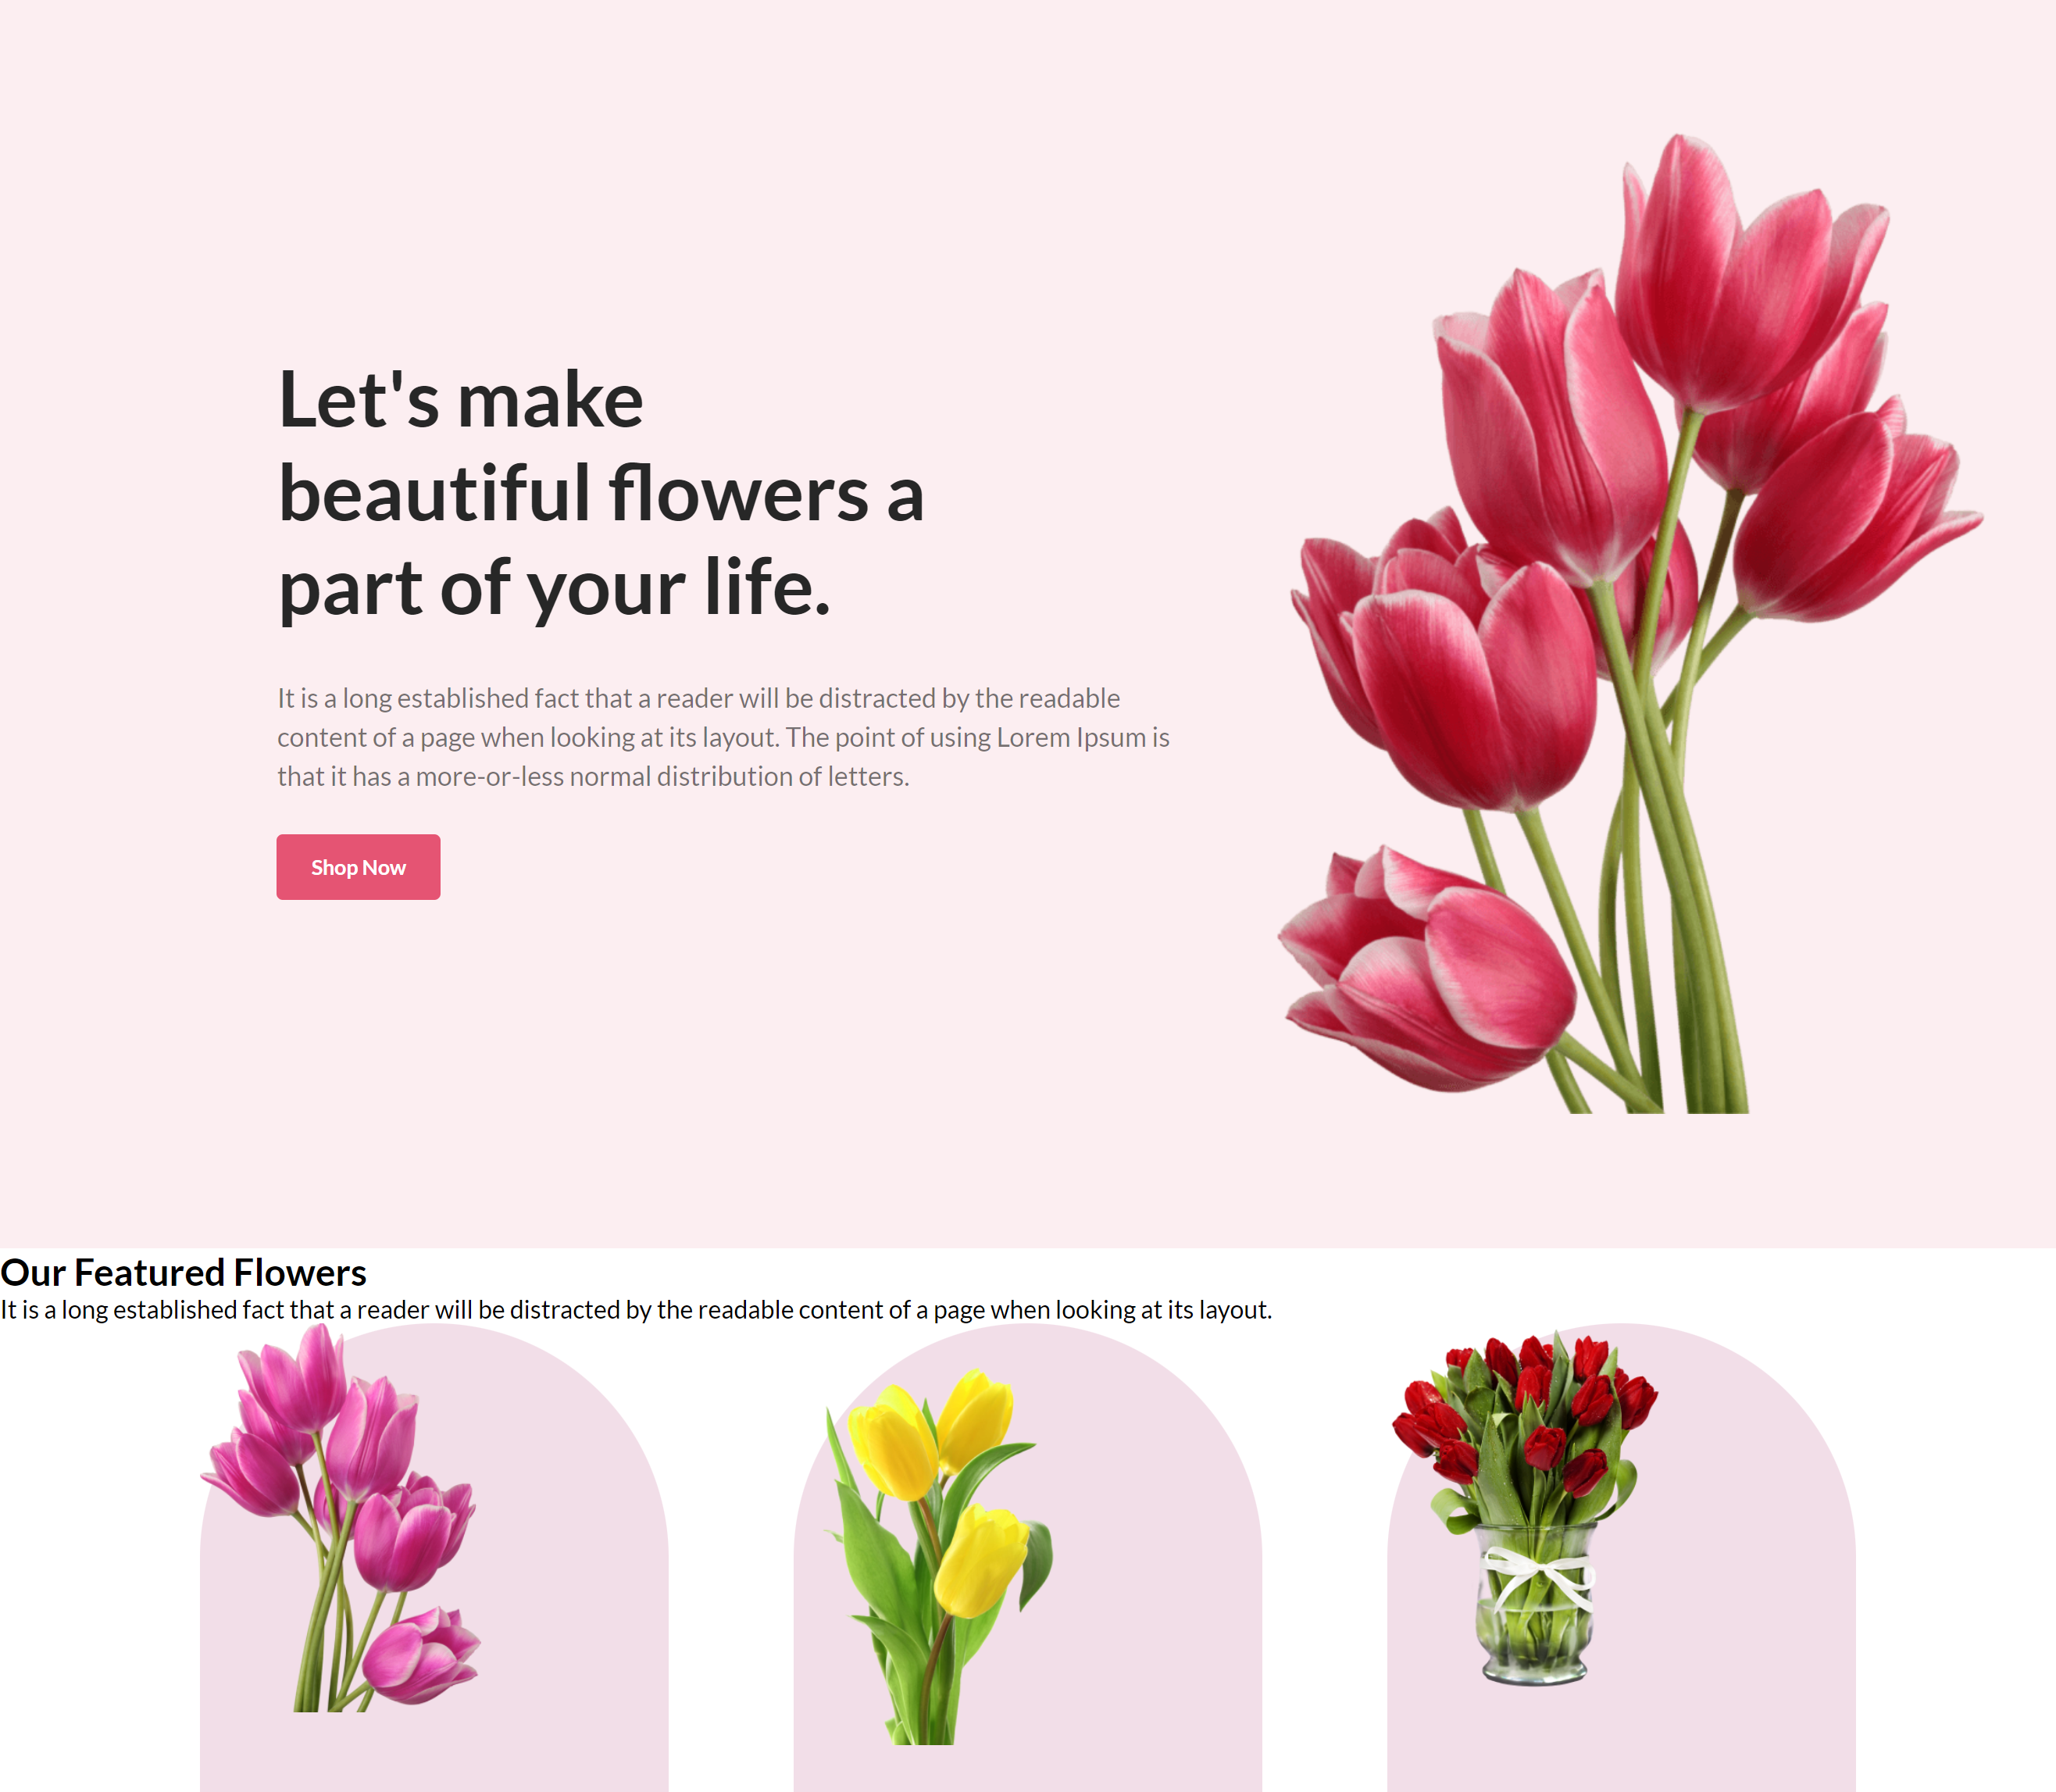 Let's make
beautiful flowers a
part of your life.
It is a long established fact that a reader will be distracted by the readable
content of a page when looking at its layout. The point of using Lorem Ipsum is
that it has a more-or-less normal distribution of letters.
Shop Now
Our Featured Flowers
It is a long established fact that a reader will be distracted by the readable content of a page when looking at its layout.